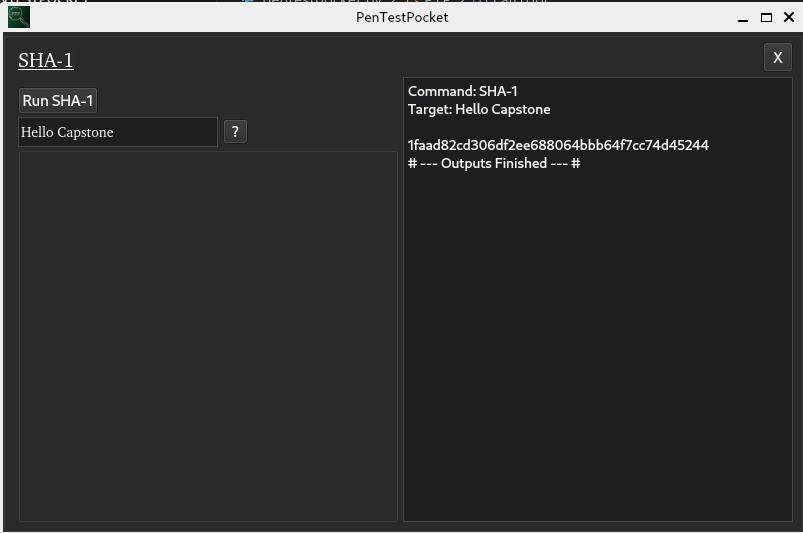 PenTestPocket
SHA-1
X
Run SHA-1
Hello Capstone
?
Command: SHA-1
Target: Hello Capstone
1faad82cd306df2ee688064bbb64f7cc74d45244
# --- Outputs Finished --- #